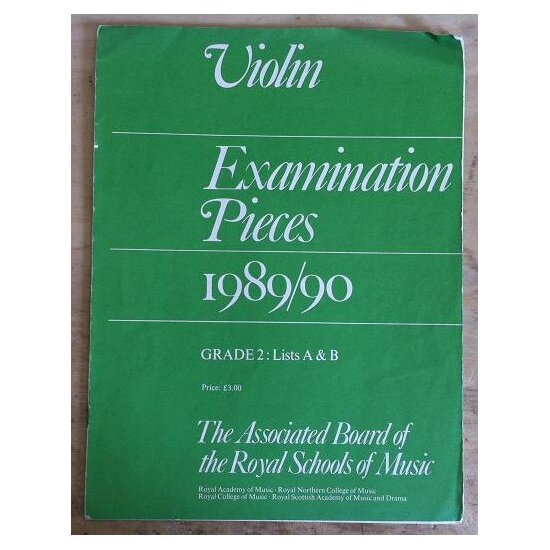 Violin
Examination
Pieces
1989/90
GRADE 2: Lists A & B
Price: £3.00
The Associated Board of
the Royal Schools of Music
Royal Academy of Music · Royal Northern College of Music
Royal College of Music · Royal Scottish Academy of Music and Drama